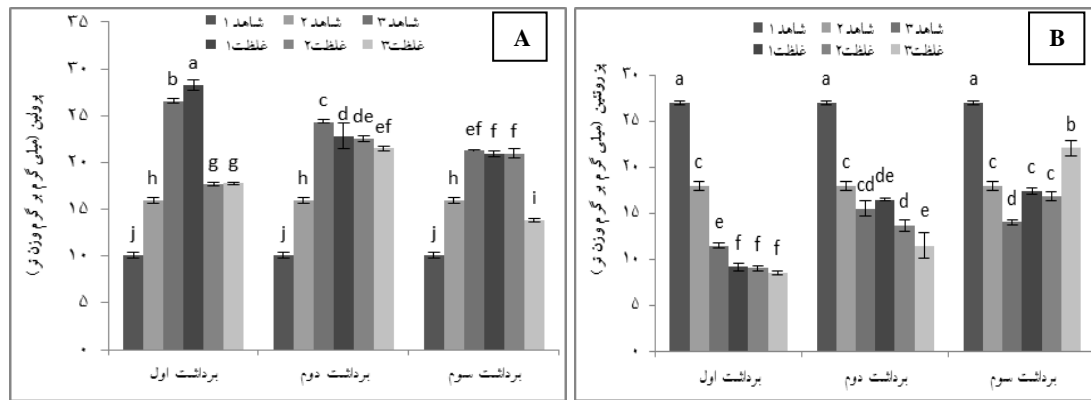 A
شاهد ۱ شاهد ۲ شاهد ۳
غلظت۱ غلظت۲ غلظت۳
پرولین (میلی گرم بر گرم وزن تر)
۳۵
۳۰
۲۵
۲۰
۱۵
۱۰
۵
۰
j h b a g g
j h c d de ef
j h ef f f i
برداشت اول برداشت دوم برداشت سوم
B
شاهد ۱ شاهد ۲ شاهد ۳
غلظت۱ غلظت۲ غلظت۳
(میلی گرم بر گرم وزن تر)
۳۰
۲۵
۲۰
۱۵
۱۰
۵
۰
a c e f f f
a c cd de d e
a c d c c b
برداشت اول برداشت دوم برداشت سوم